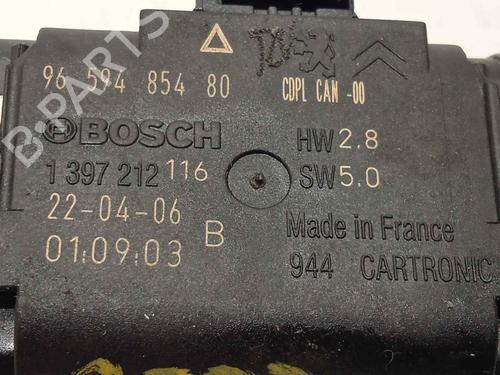 96 594 854 80
CDPL CAN -00
BOSCH
HW 2.8
1 397 212 116
SW 5.0
22-04-06
B
Made in France
01:09:03
944 CARTRONIC
B-PARTS